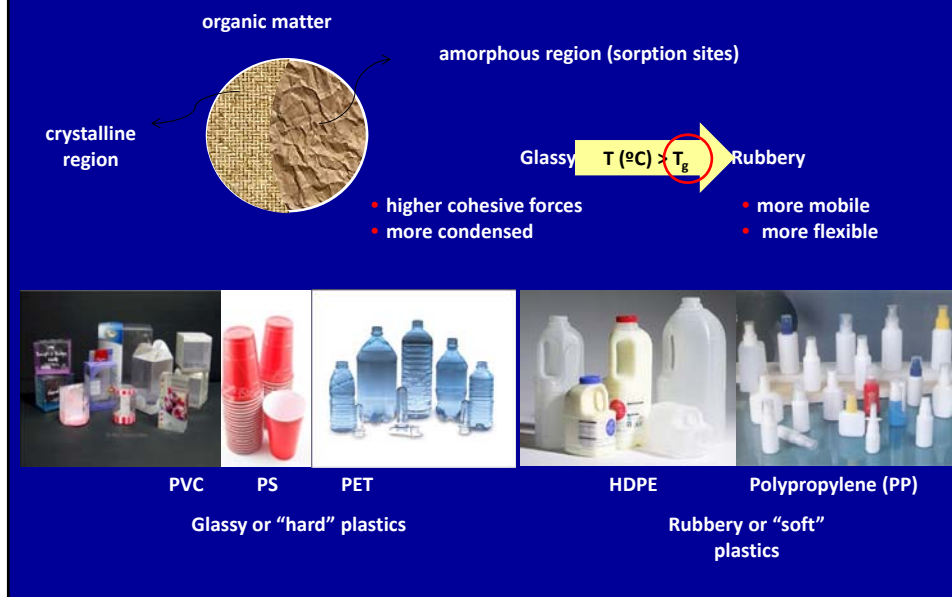 organic matter
amorphous region (sorption sites)
crystalline
region
Glassy T (ºC) > Tg Rubbery
• higher cohesive forces
• more condensed
• more mobile
• more flexible
PVC PS PET
HDPE Polypropylene (PP)
Glassy or “hard” plastics
Rubbery or “soft”
plastics